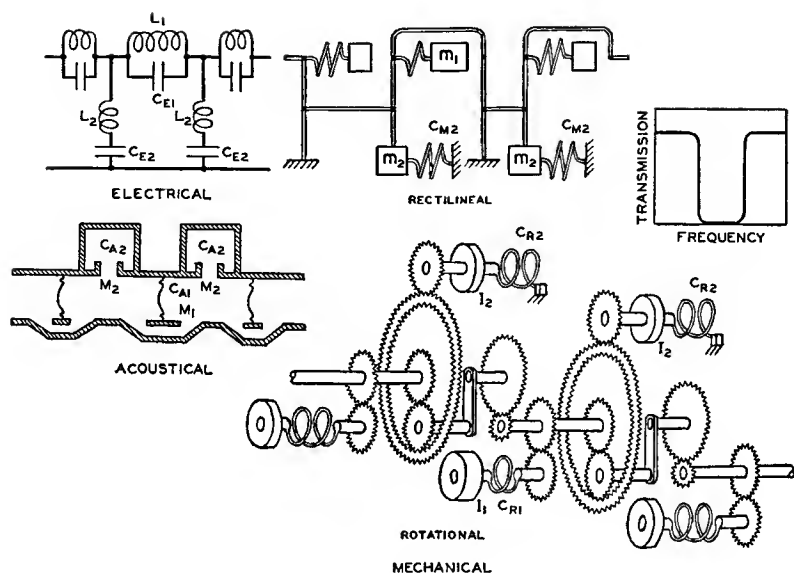 L1
CE1
L2
L2
CE2
CE2
ELECTRICAL
m1
CM2
CM2
m2
m2
RECTILINEAL
TRANSMISSION
FREQUENCY
CA2
CA2
M2
CA1
M2
M1
ACOUSTICAL
CR2
I2
CR2
I2
I1
CR1
ROTATIONAL
MECHANICAL